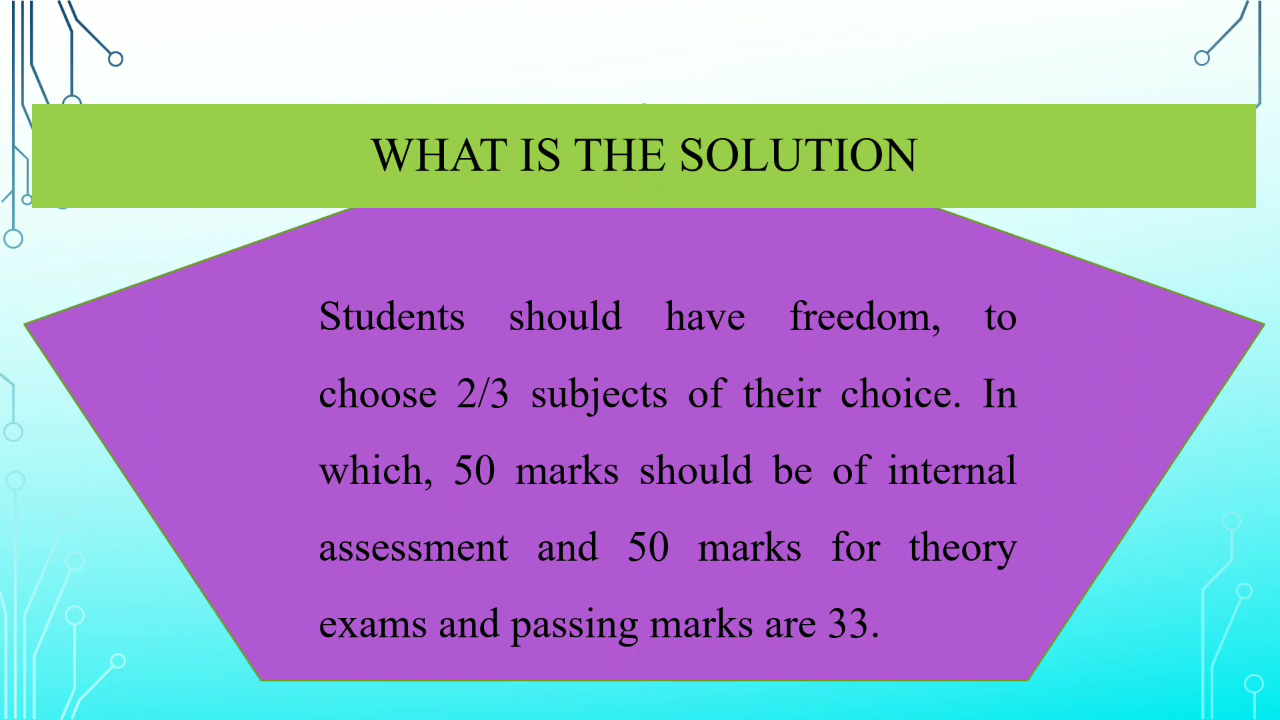 WHAT IS THE SOLUTION
Students should have freedom, to
choose 2/3 subjects of their choice. In
which, 50 marks should be of internal
assessment and 50 marks for theory
exams and passing marks are 33.